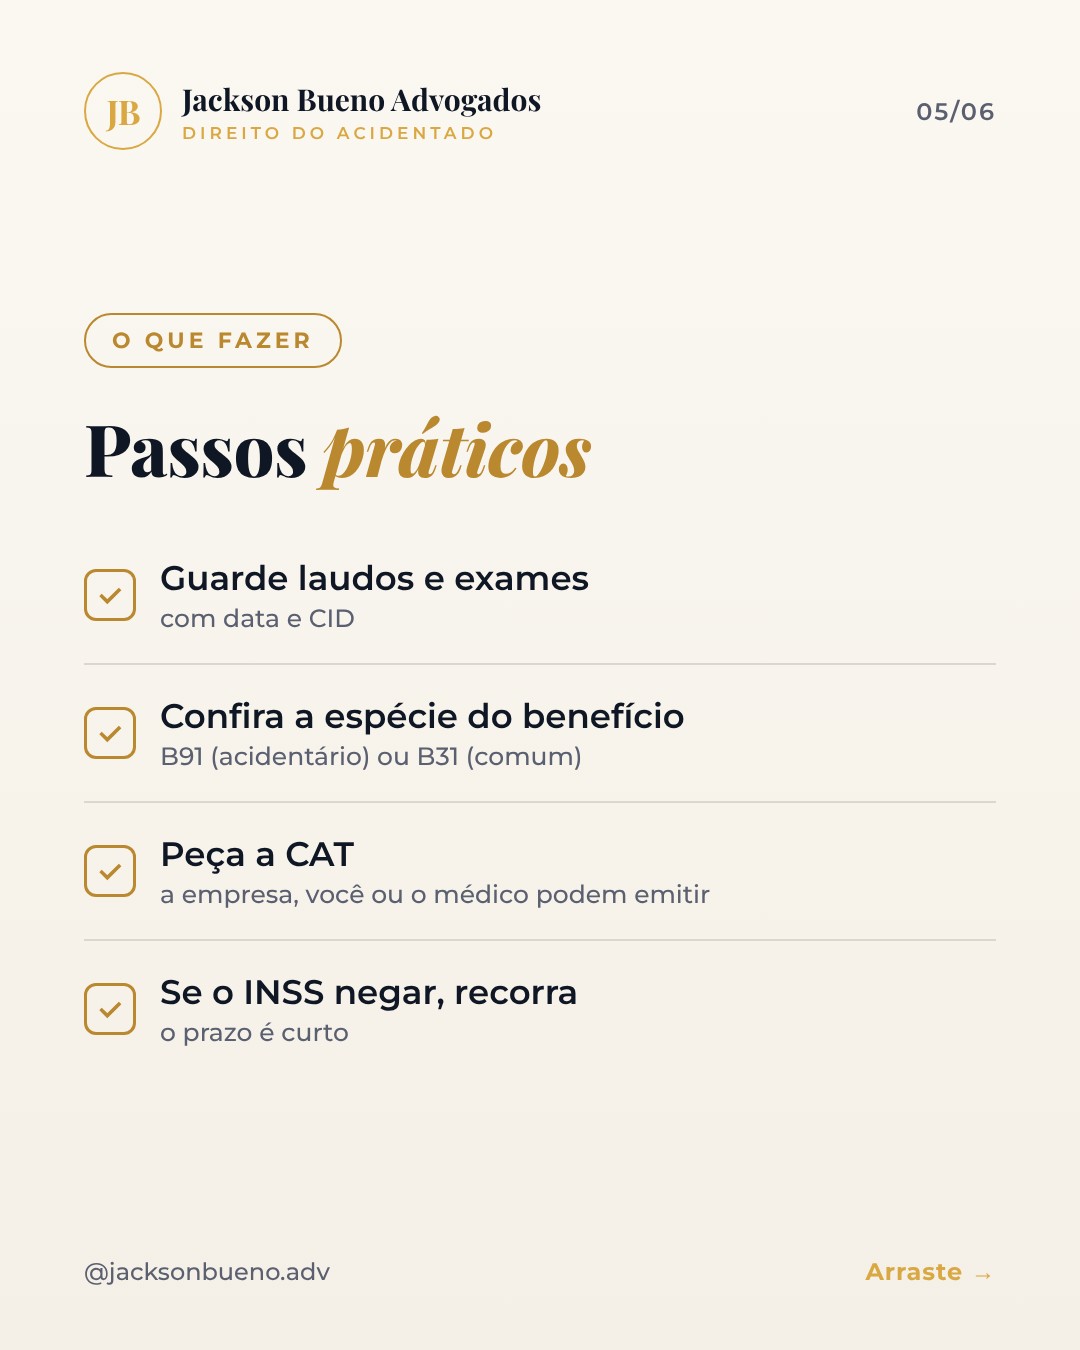 JB
Jackson Bueno Advogados
DIREITO DO ACIDENTADO
05/06
O QUE FAZER
Passos práticos
Guarde laudos e exames
com data e CID
Confira a espécie do benefício
B91 (acidentário) ou B31 (comum)
Peça a CAT
a empresa, você ou o médico podem emitir
Se o INSS negar, recorra
o prazo é curto
@jacksonbueno.adv
Arraste →